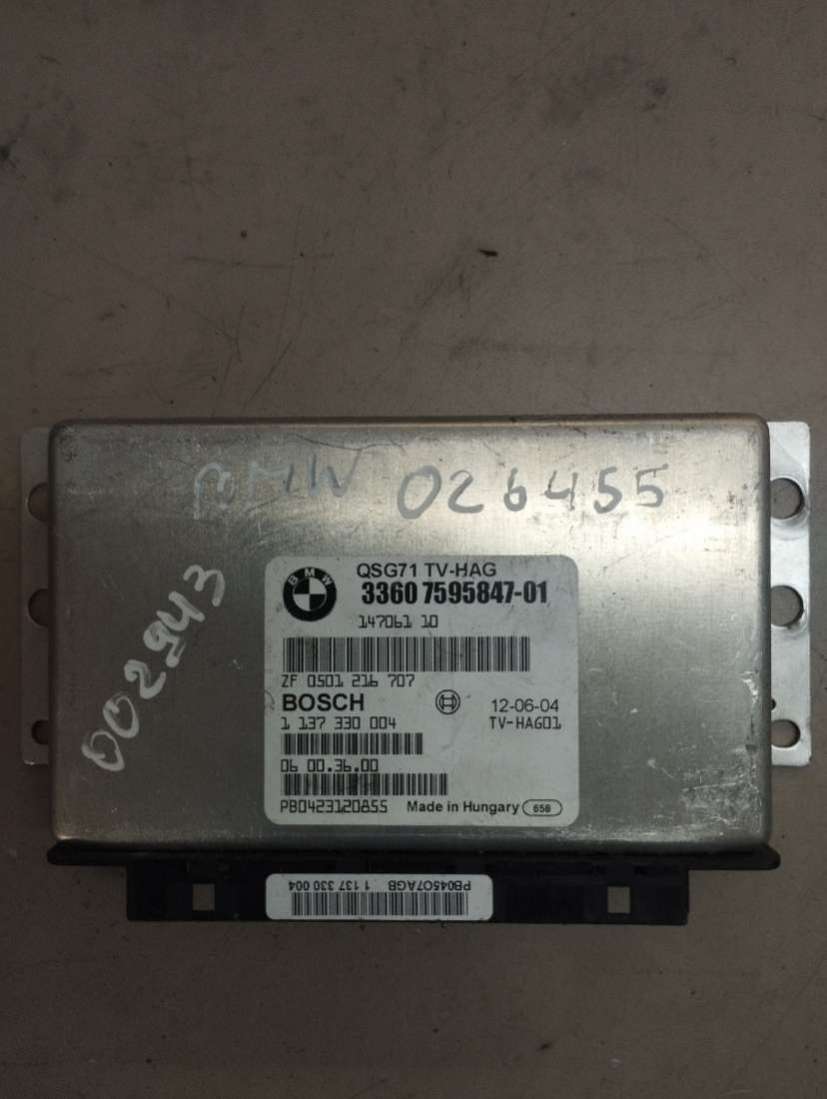 BMW 026455
002943
BMW
QSG71 TV-HAG
3360 7595847-01
147061 10
ZF 0501 216 707
BOSCH
12-06-04
1 137 330 004
TV-HAG01
06 00.36.00
PB0423120855
Made in Hungary
658
PB04507AGB 1 137 330 004